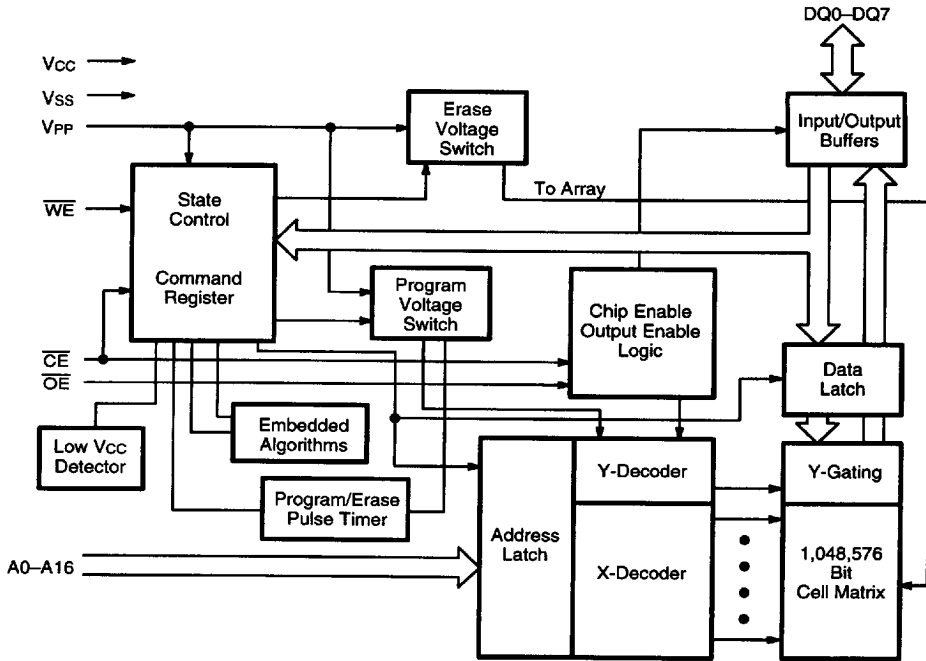 DQ0–DQ7
VCC
VSS
VPP
Erase
Voltage
Switch
Input/Output
Buffers
To Array
WE
State
Control
Command
Register
Program
Voltage
Switch
Chip Enable
Output Enable
Logic
CE
OE
Data
Latch
Low VCC
Detector
Embedded
Algorithms
Program/Erase
Pulse Timer
Address
Latch
Y-Decoder
X-Decoder
Y-Gating
1,048,576
Bit
Cell Matrix
A0–A16